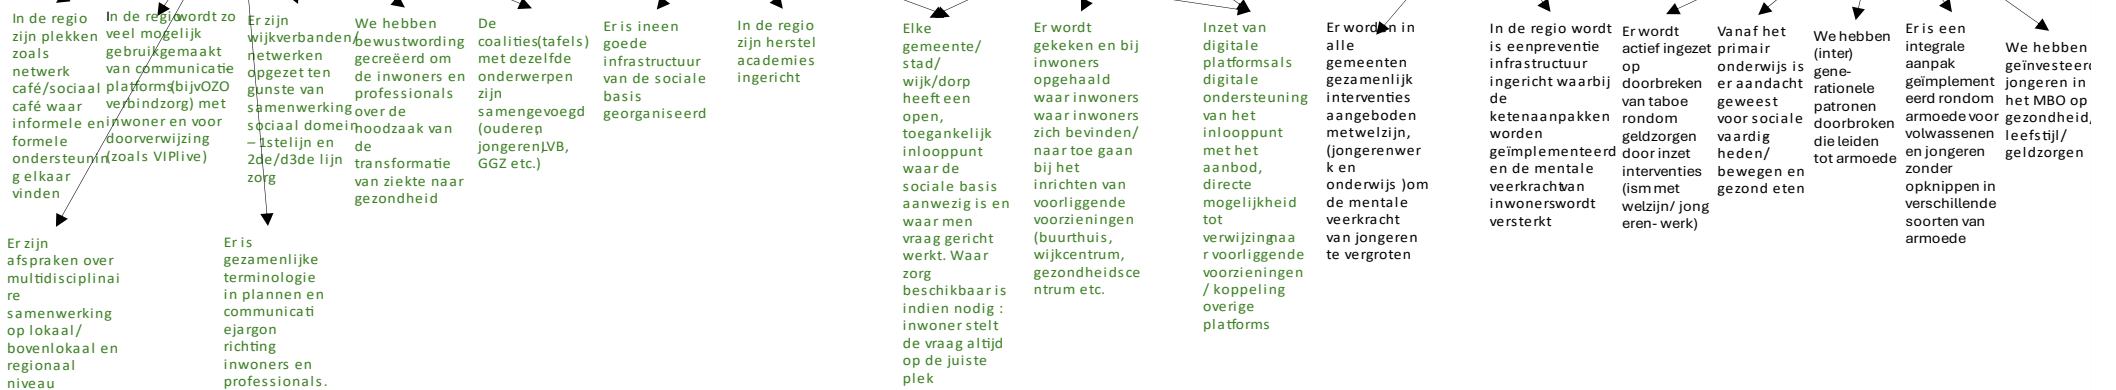 In de regio
zijn plekken
zoals
netwerk
café/sociaal
café waar
informele en
formele
ondersteunin
g elkaar
vinden
In de regio wordt zo
veel mogelijk
gebruikgemaakt
van communicatie
platforms(bijvOZO
verbindzorg) met
inwoner en voor
doorverwijzing
(zoals VIPlive)
Er zijn
wijkverbanden/
netwerken
opgezet ten
gunste van
samenwerking
sociaal domein
– 1stelijn en
2de/d3de lijn
zorg
We hebben
bewustwording
gecreëerd om
de inwoners en
professionals
over de
noodzaak van
de
transformatie
van ziekte naar
gezondheid
De
coalities(tafels)
met dezelfde
onderwerpen
zijn
samengevoegd
(ouderen,
jongeren,LVB,
GGZ etc.)
Er is ineen
goede
infrastructuur
van de sociale
basis
georganiseerd
In de regio
zijn herstel
academies
ingericht
Er zijn
afspraken over
multidisciplinai
re
samenwerking
op lokaal/
bovenlokaal en
regionaal
niveau
Er is
gezamenlijke
terminologie
in plannen en
communicati
ejargon
richting
inwoners en
professionals.
Elke
gemeente/
stad/
wijk/dorp
heeft een
open,
toegankelijk
inlooppunt
waar de
sociale basis
aanwezig is en
waar men
vraag gericht
werkt. Waar
zorg
beschikbaar is
indien nodig :
inwoner stelt
de vraag altijd
op de juiste
plek
Er wordt
gekeken en bij
inwoners
opgehaald
waar inwoners
waar inwoners
zich bevinden/
naar toe gaan
bij het
inrichten van
voorliggende
voorzieningen
(buurthuis,
wijkcentrum,
gezondheidsce
ntrum etc.
Inzet van
digitale
platformsals
digitale
ondersteuning
van het
inlooppunt
met het
aanbod,
directe
mogelijkheid
tot
verwijzingnaa
r voorliggende
voorzieningen
/ koppeling
overige
platforms
Er worden in
alle
gemeenten
gezamenlijk
interventies
aangeboden
metwelzijn,
(jongerenwer
k en
onderwijs )om
de mentale
veerkracht
van jongeren
te vergroten
In de regio wordt
is eenpreventie
infrastructuur
ingericht waarbij
de
ketenaanpakken
worden
geïmplementeerd
en de mentale
veerkrachtvan
inwonerswordt
versterkt
Er wordt
actief ingezet
op
doorbreken
van taboe
rondom
geldzorgen
door inzet
interventies
(ism met
welzijn/ jong
eren- werk)
Vanaf het
primair
onderwijs is
er aandacht
geweest
voor sociale
vaardig
heden/
bewegen en
gezond eten
We hebben
(inter)
gene-
rationele
patronen
doorbroken
die leiden
tot armoede
Er is een
integrale
aanpak
geïmplement
eerd rondom
armoede voor
volwassenen
en jongeren
zonder
opknippen in
verschillende
soorten van
armoede
We hebben
geïnvesteerd
jongeren in
het MBO op
gezondheid,
leefstijl/
geldzorgen